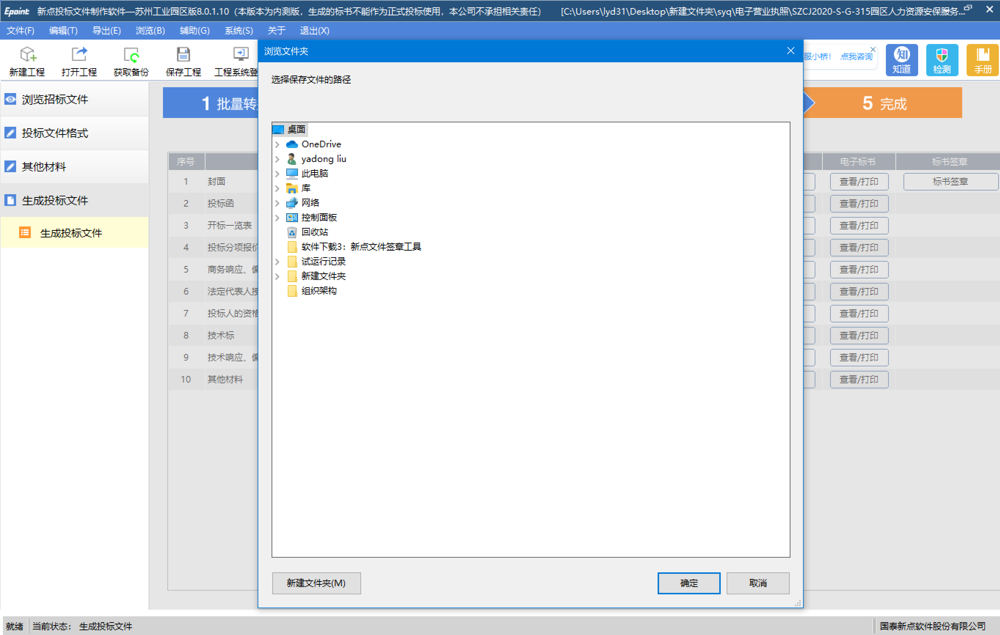 Epoint 新点投标文件制作软件—苏州工业园区版8.0.1.10（本版本为内测版，生成的标书不能作为正式投标使用，本公司不承担相关责任） [C:\Users\lyd31\Desktop\新建文件夹\syq\电子营业执照\SZCJ2020-S-G-315园区人力资源安保服务...
文件(F) 编辑(T) 导出(E) 浏览(B) 辅助(G) 系统(S) 关于 退出(X)
新建工程 打开工程 获取备份 保存工程 工程系统登
服小桥！ 点我咨询
知 知道 检测 手册
浏览文件夹
选择保存文件的路径
浏览招标文件
投标文件格式
其他材料
生成投标文件
生成投标文件
1 批量转
5 完成
桌面
OneDrive
yadong liu
此电脑
库
网络
控制面板
回收站
软件下载3：新点文件签章工具
试运行记录
新建文件夹
组织架构
序号 电子标书 标书签章
1 封面 查看/打印 标书签章
2 投标函 查看/打印
3 开标一览表 查看/打印
4 投标分项报价 查看/打印
5 商务响应、偏 查看/打印
6 法定代表人授 查看/打印
7 投标人的资格 查看/打印
8 技术标 查看/打印
9 技术响应、偏 查看/打印
10 其他材料 查看/打印
新建文件夹(M) 确定 取消
就绪 当前状态： 生成投标文件 国泰新点软件股份有限公司